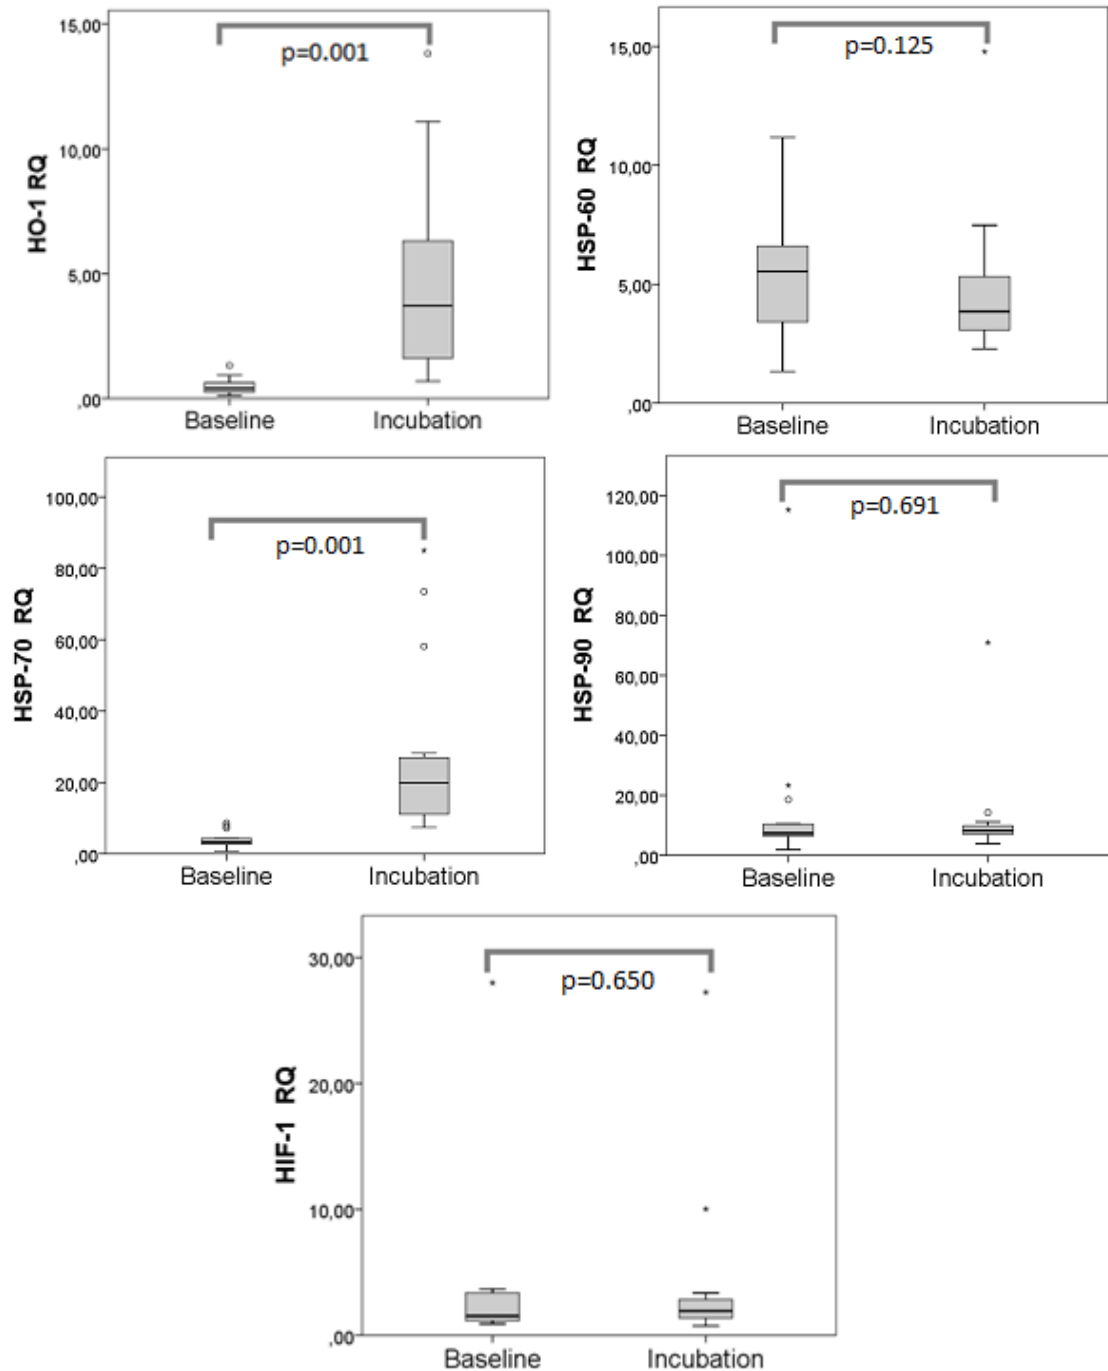 15,00
10,00
5,00
,00
HO-1 RQ
p=0.001
Baseline Incubation
15,00
10,00
5,00
,00
HSP-60 RQ
p=0.125
Baseline Incubation
100,00
80,00
60,00
40,00
20,00
,00
HSP-70 RQ
p=0.001
Baseline Incubation
120,00
100,00
80,00
60,00
40,00
20,00
,00
HSP-90 RQ
p=0.691
Baseline Incubation
30,00
20,00
10,00
,00
HIF-1 RQ
p=0.650
Baseline Incubation